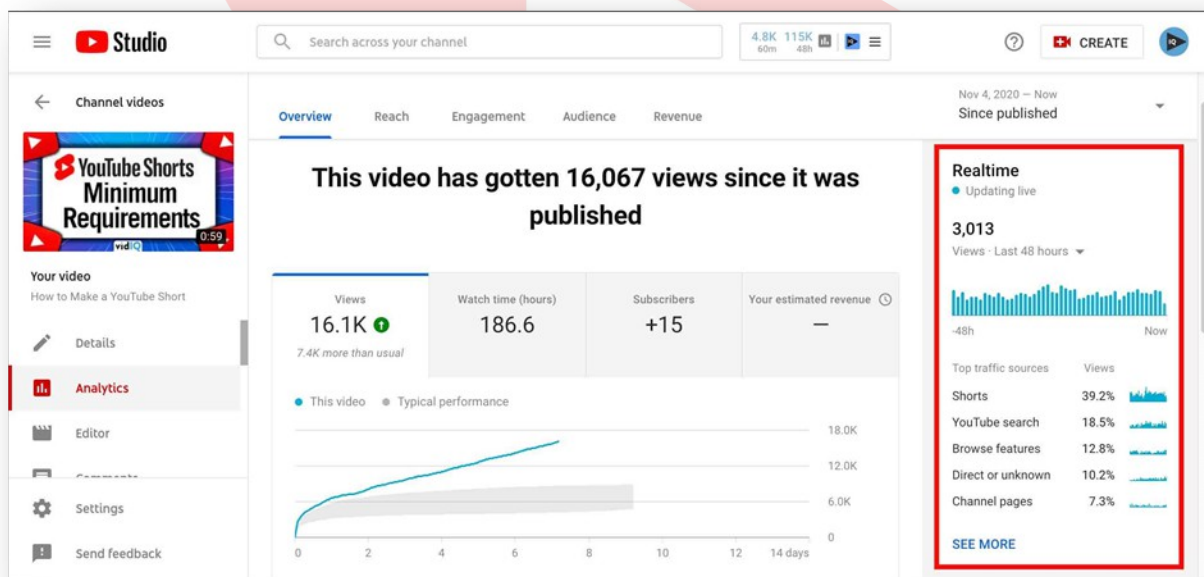 Studio
Search across your channel
4.8K 115K
60m 48h
CREATE
Channel videos
YouTube Shorts
Minimum
Requirements
vidIQ
0:59
Your video
How to Make a YouTube Short
Details
Analytics
Editor
Comments
Settings
Send feedback
Overview Reach Engagement Audience Revenue
Nov 4, 2020 – Now
Since published
This video has gotten 16,067 views since it was
published
Views Watch time (hours) Subscribers Your estimated revenue
16.1K 186.6 +15 —
7.4K more than usual
This video Typical performance
18.0K
12.0K
6.0K
0
0 2 4 6 8 10 12 14 days
Realtime
Updating live
3,013
Views · Last 48 hours
-48h Now
Top traffic sources Views
Shorts 39.2%
YouTube search 18.5%
Browse features 12.8%
Direct or unknown 10.2%
Channel pages 7.3%
SEE MORE